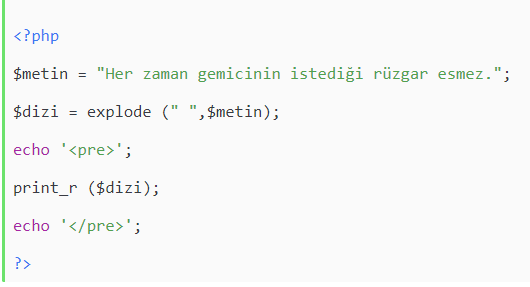 <?php
$metin = "Her zaman gemicinin istediği rüzgar esmez.";
$dizi = explode (" ",$metin);
echo '<pre>';
print_r ($dizi);
echo '</pre>';
?>